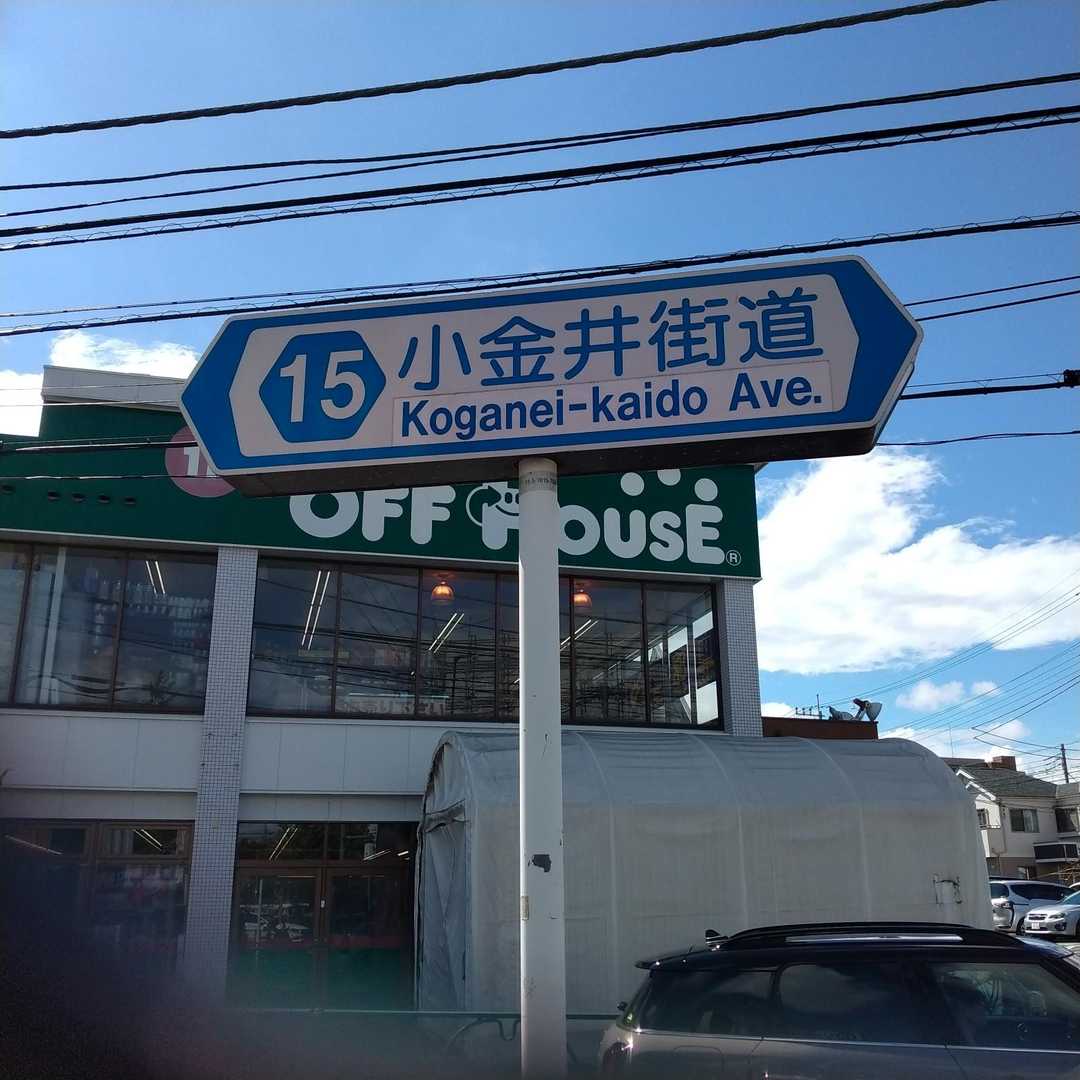 15
小金井街道
Koganei-kaido Ave.
OFF HOUSE®